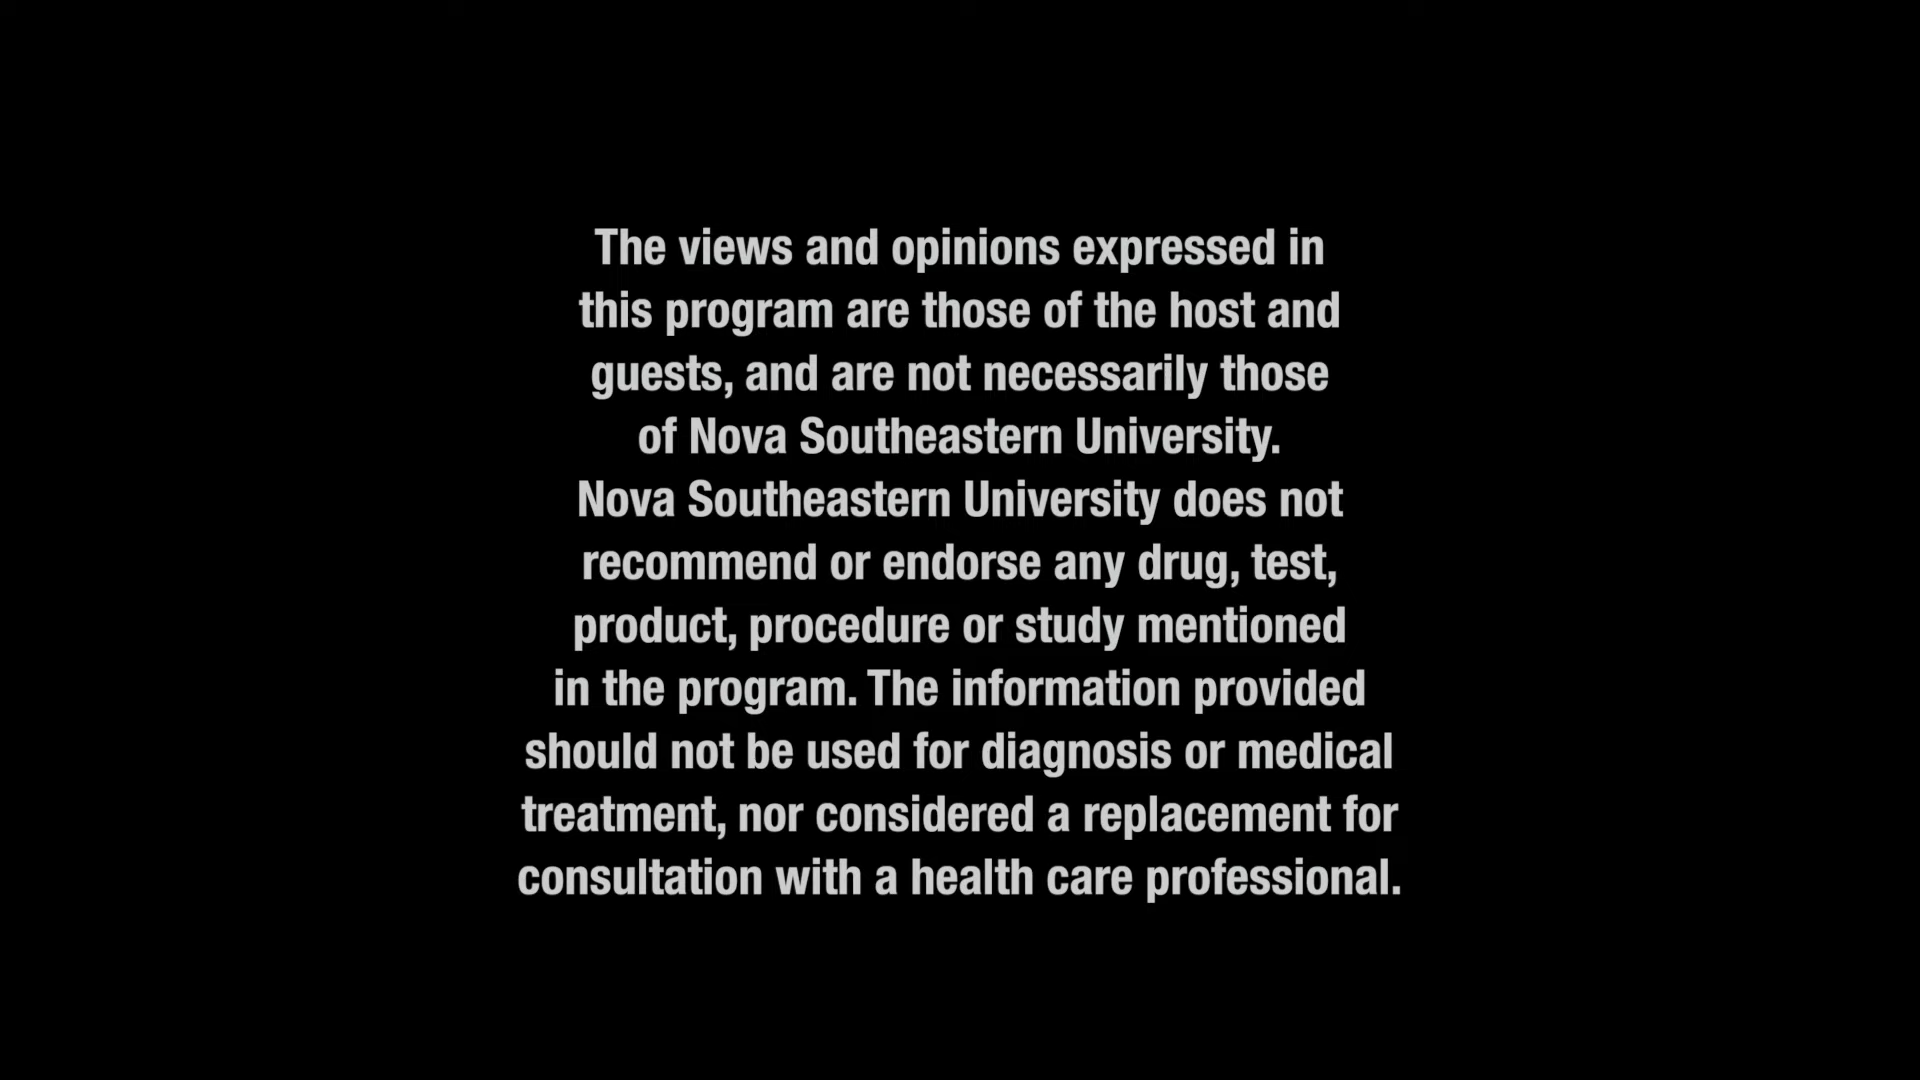 The views and opinions expressed in
this program are those of the host and
guests, and are not necessarily those
of Nova Southeastern University.
Nova Southeastern University does not
recommend or endorse any drug, test,
product, procedure or study mentioned
in the program. The information provided
should not be used for diagnosis or medical
treatment, nor considered a replacement for
consultation with a health care professional.